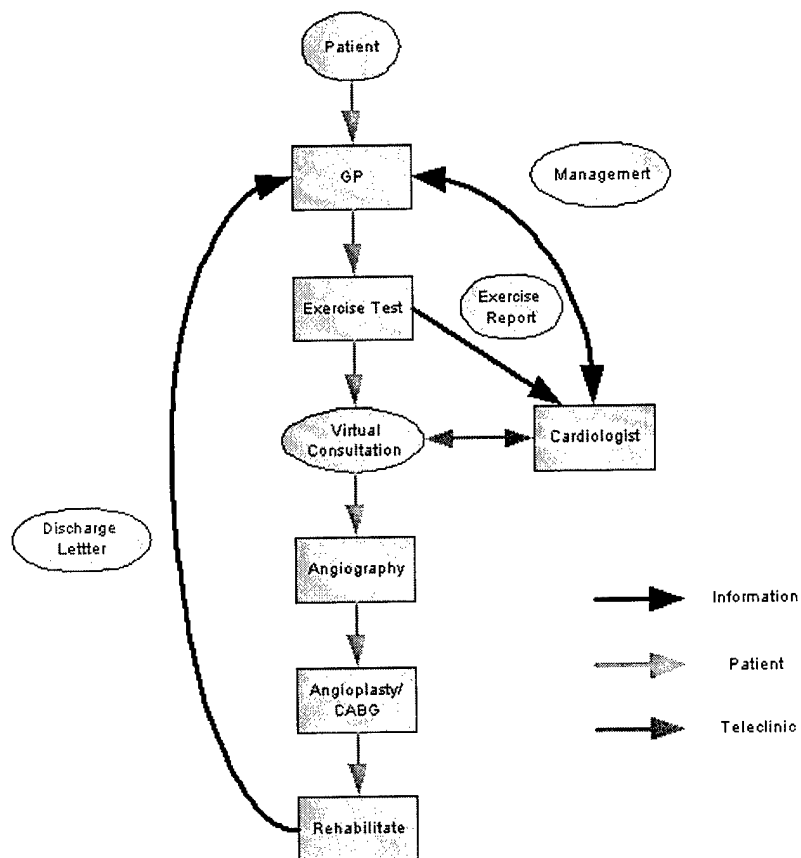 Patient
GP
Management
Exercise Test
Exercise
Report
Virtual
Consultation
Cardiologist
Discharge
Lettter
Angiography
Information
Patient
Angioplasty/
CABG
Teleclinic
Rehabilitate